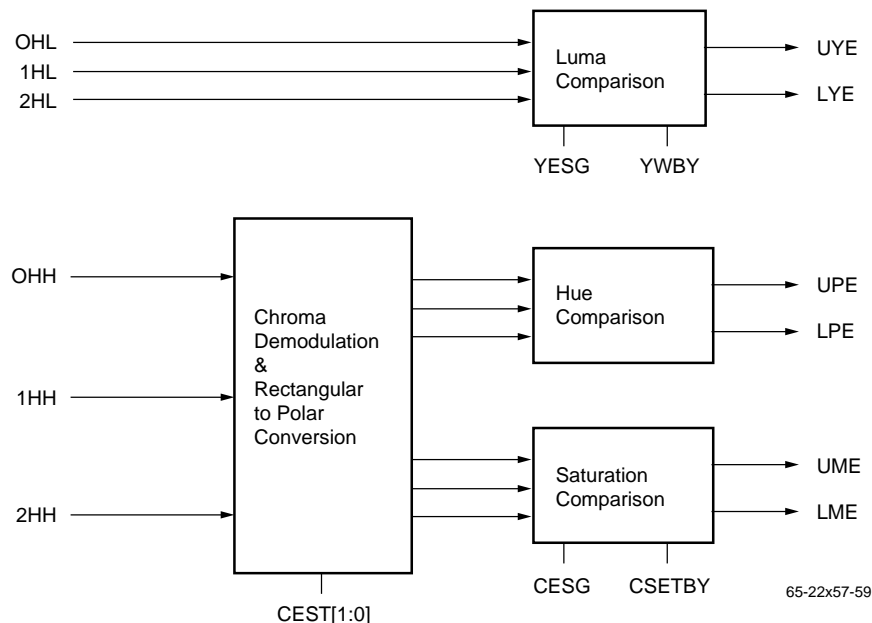 OHL
1HL
2HL
Luma
Comparison
UYE
LYE
YESG
YWBY
OHH
1HH
2HH
Chroma
Demodulation
&
Rectangular
to Polar
Conversion
CEST[1:0]
Hue
Comparison
UPE
LPE
Saturation
Comparison
UME
LME
CESG
CSETBY
65-22x57-59